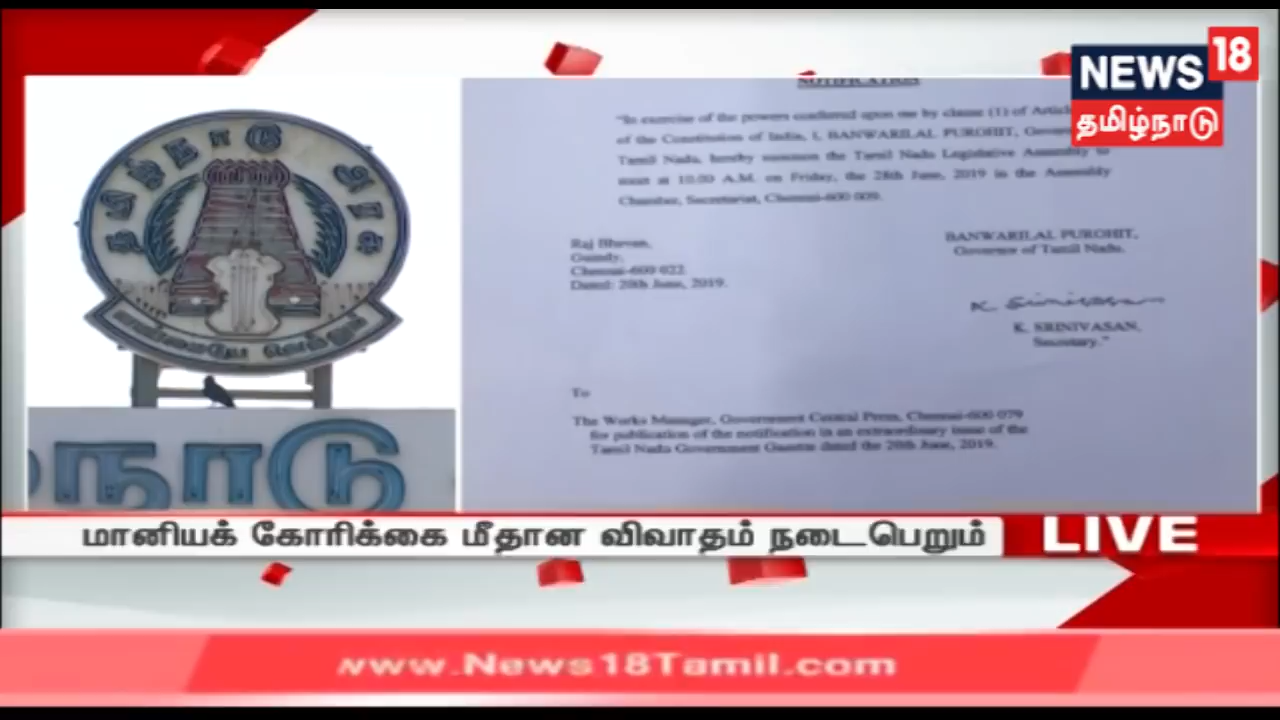 NEWS 18
தமிழ்நாடு
தமிழ்நாடு அரசு
வாய்மையே வெல்லும்
நாடு
NOTIFICATION
"In exercise of the powers conferred upon me by clause (1) of
of the Constitution of India, I, BANWARILAL PUROHIT,
Tamil Nadu, hereby summon the Tamil Nadu Legislative Assembly to
meet at 10.00 A.M. on Friday, the 28th June, 2019 in the Assembly
Chamber, Secretariat, Chennai-600 009.
BANWARILAL PUROHIT,
Governor of Tamil Nadu.
Raj Bhavan,
Guindy,
Chennai-600 022.
Dated: 20th June, 2019.
K. Srinivasan
K. SRINIVASAN,
Secretary."
To
The Works Manager, Government Central Press, Chennai-600 079
for publication of the notification in an extraordinary issue of the
Tamil Nadu Government Gazette dated the 20th June, 2019.
மானியக் கோரிக்கை மீதான விவாதம் நடைபெறும்
LIVE
www.News18Tamil.com